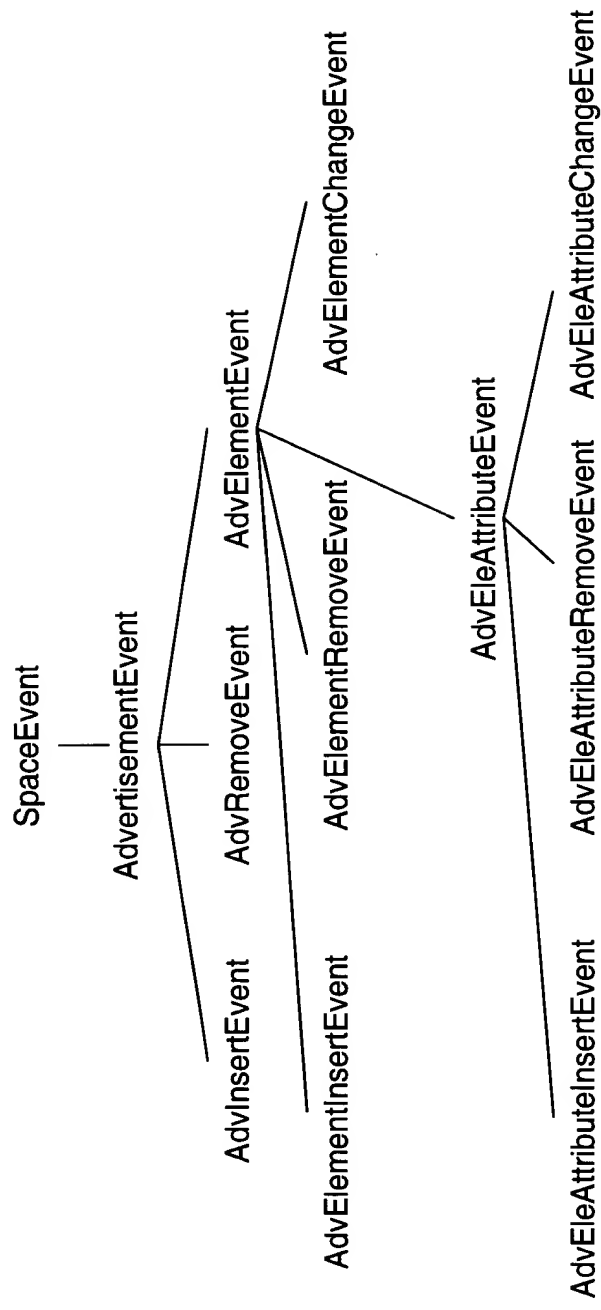 SpaceEvent
AdvertisementEvent
AdvInsertEvent
AdvRemoveEvent
AdvElementEvent
AdvElementInsertEvent
AdvElementRemoveEvent
AdvElementChangeEvent
AdvEleAttributeEvent
AdvEleAttributeInsertEvent
AdvEleAttributeRemoveEvent
AdvEleAttributeChangeEvent